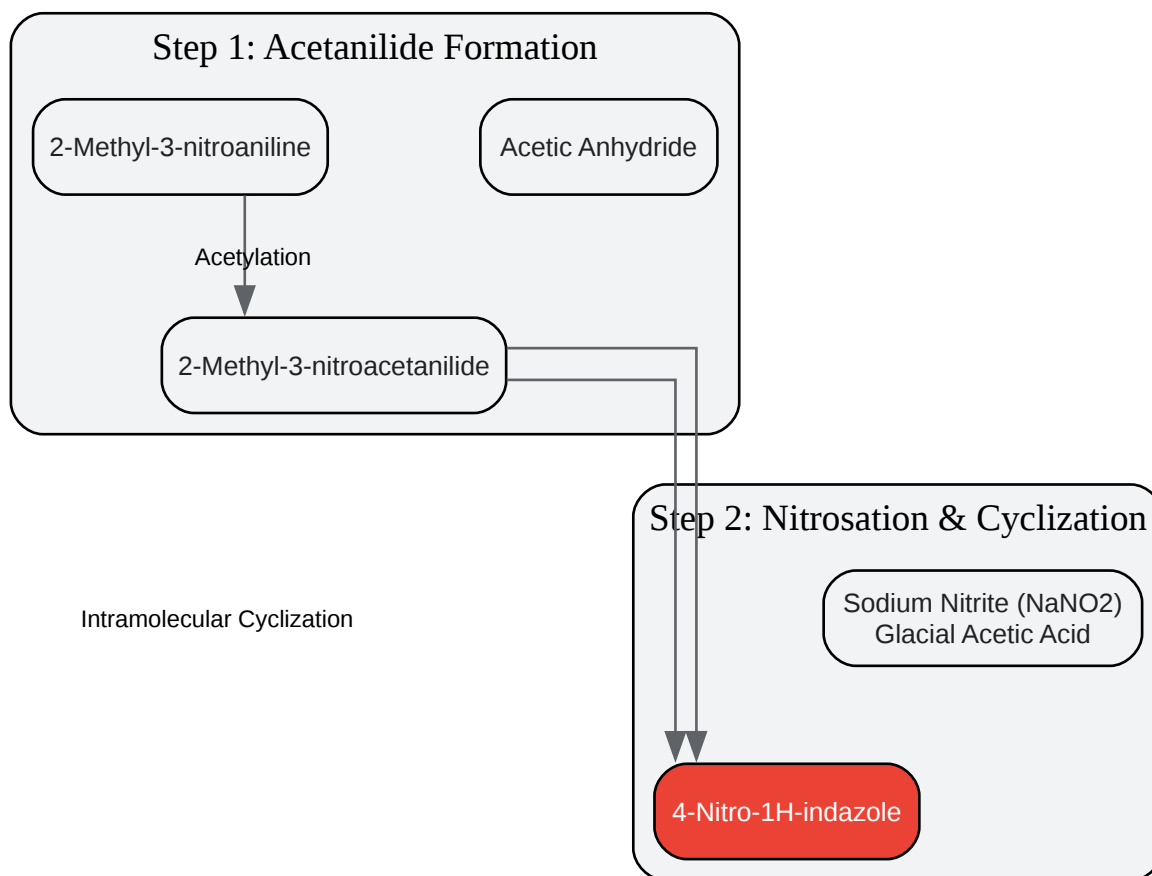 Step 1: Acetanilide Formation
2-Methyl-3-nitroaniline
Acetic Anhydride
Acetylation
2-Methyl-3-nitroacetanilide
Step 2: Nitrosation & Cyclization
Sodium Nitrite (NaNO2)
Glacial Acetic Acid
Intramolecular Cyclization
4-Nitro-1H-indazole